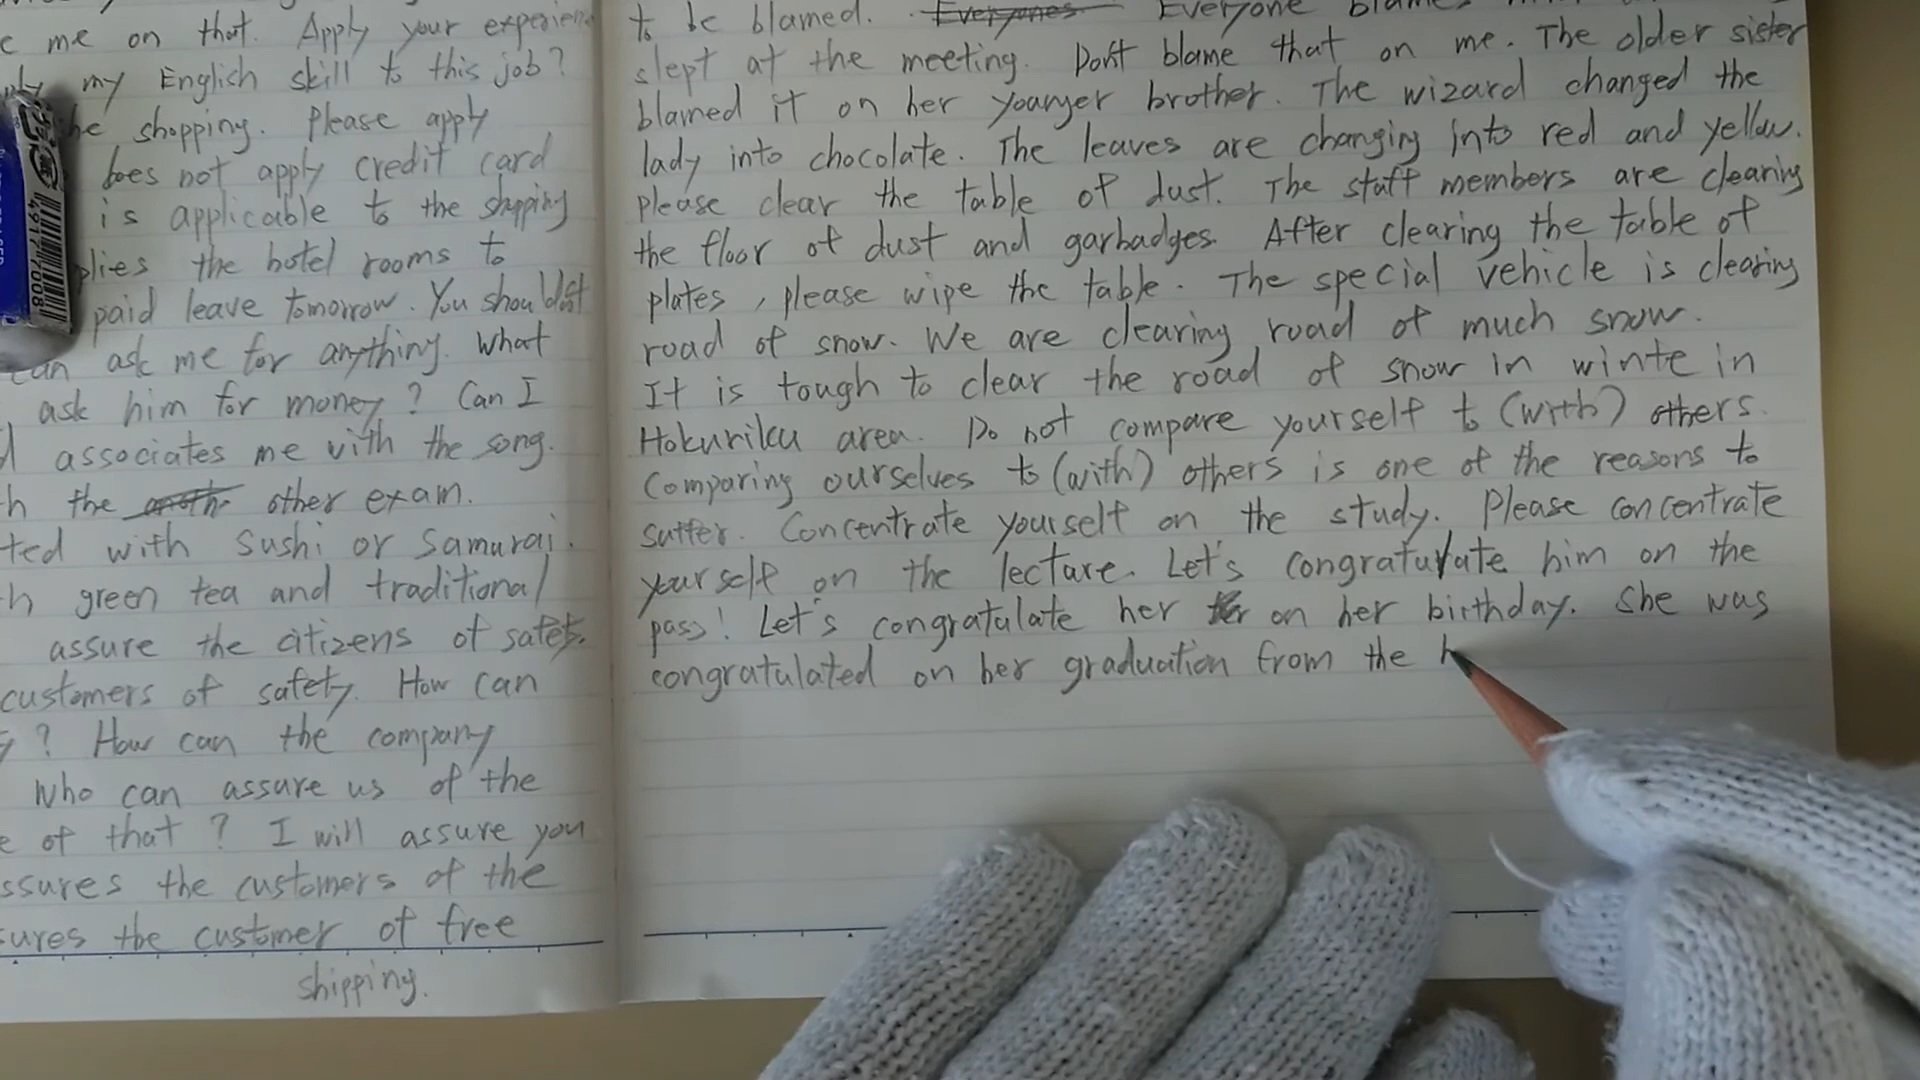 me on that. Apply your experien
my English skill to this job?
he shopping. Please apply
does not apply credit card
is applicable to the shipping
plies the hotel rooms to
paid leave tomorrow. You should
can ask me for anything. What
ask him for money? Can I
associates me with the song.
h the other exam.
ted with Sushi or Samurai.
h green tea and traditional
assure the citizens of safety.
customers of safety. How can
? How can the company
Who can assure us of the
e of that? I will assure you
ssures the customers of the
sures the customer of free
shipping.
4917 7008
to be blamed. Everyones Everyone
slept at the meeting. Don't blame that on me. The older sister
blamed it on her younger brother. The wizard changed the
lady into chocolate. The leaves are changing into red and yellow.
please clear the table of dust. The staff members are clearing
the floor of dust and garbadges. After clearing the table of
plates, please wipe the table. The special vehicle is clearing
road of snow. We are clearing road of much snow.
It is tough to clear the road of snow in winte in
Hokuriku area. Do not compare yourself to (with) others.
Comparing ourselves to (with) others is one of the reasons to
suffer. Concentrate yourself on the study. Please concentrate
yourself on the lecture. Let's congratulate him on the
pass! Let's congratulate her on her birthday. She was
congratulated on her graduation from the h